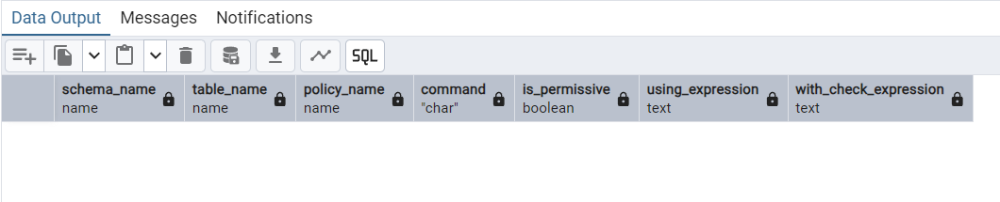 Data Output Messages Notifications
SQL
schema_name table_name policy_name command is_permissive using_expression with_check_expression
name name name "char" boolean text text